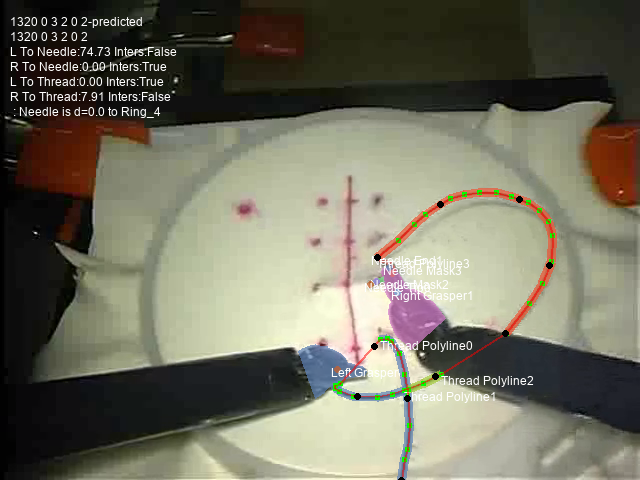 1320 0 3 2 0 2-predicted
1320 0 3 2 0 2
L To Needle:74.73 Inters:False
R To Needle:0.00 Inters:True
L To Thread:0.00 Inters:True
R To Thread:7.91 Inters:False
: Needle is d=0.0 to Ring_4
Needle End1
Thread Polyline3
Needle Mask3
Needle Mask2
Right Grasper1
Thread Polyline0
Left Grasper
Thread Polyline2
Thread Polyline1